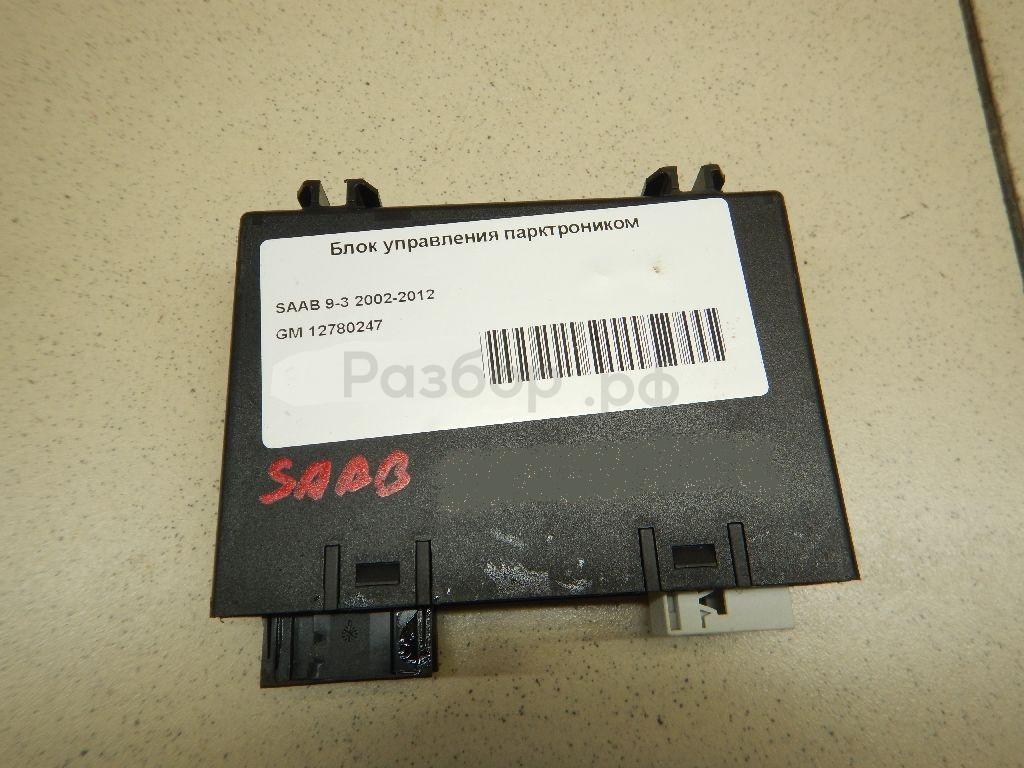 Блок управления парктроником
SAAB 9-3 2002-2012
GM 12780247
Разбор.рф
SAAB